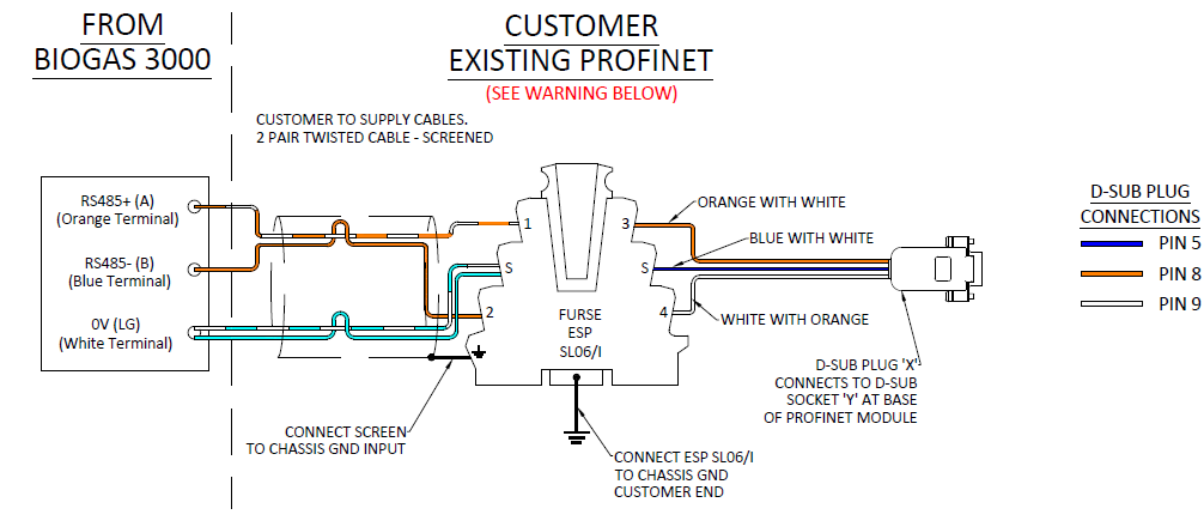 FROM
BIOGAS 3000
CUSTOMER
EXISTING PROFINET
(SEE WARNING BELOW)
CUSTOMER TO SUPPLY CABLES.
2 PAIR TWISTED CABLE - SCREENED
RS485+ (A)
(Orange Terminal)
RS485- (B)
(Blue Terminal)
0V (LG)
(White Terminal)
1
S
2
3
S
4
FURSE
ESP
SL06/I
ORANGE WITH WHITE
BLUE WITH WHITE
WHITE WITH ORANGE
D-SUB PLUG
CONNECTIONS
PIN 5
PIN 8
PIN 9
D-SUB PLUG 'X'
CONNECTS TO D-SUB
SOCKET 'Y' AT BASE
OF PROFINET MODULE
CONNECT SCREEN
TO CHASSIS GND INPUT
CONNECT ESP SL06/I
TO CHASSIS GND
CUSTOMER END